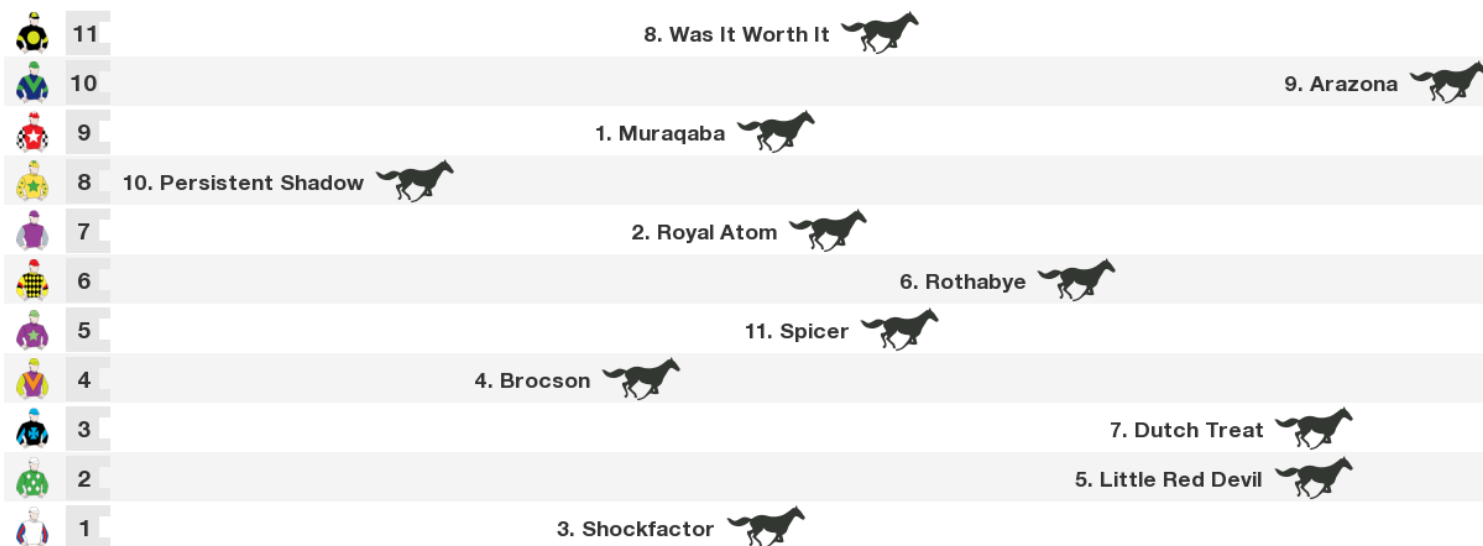 11 8. Was It Worth It
10 9. Arazona
9 1. Muraqaba
8 10. Persistent Shadow
7 2. Royal Atom
6 6. Rothabye
5 11. Spicer
4 4. Brocson
3 7. Dutch Treat
2 5. Little Red Devil
1 3. Shockfactor